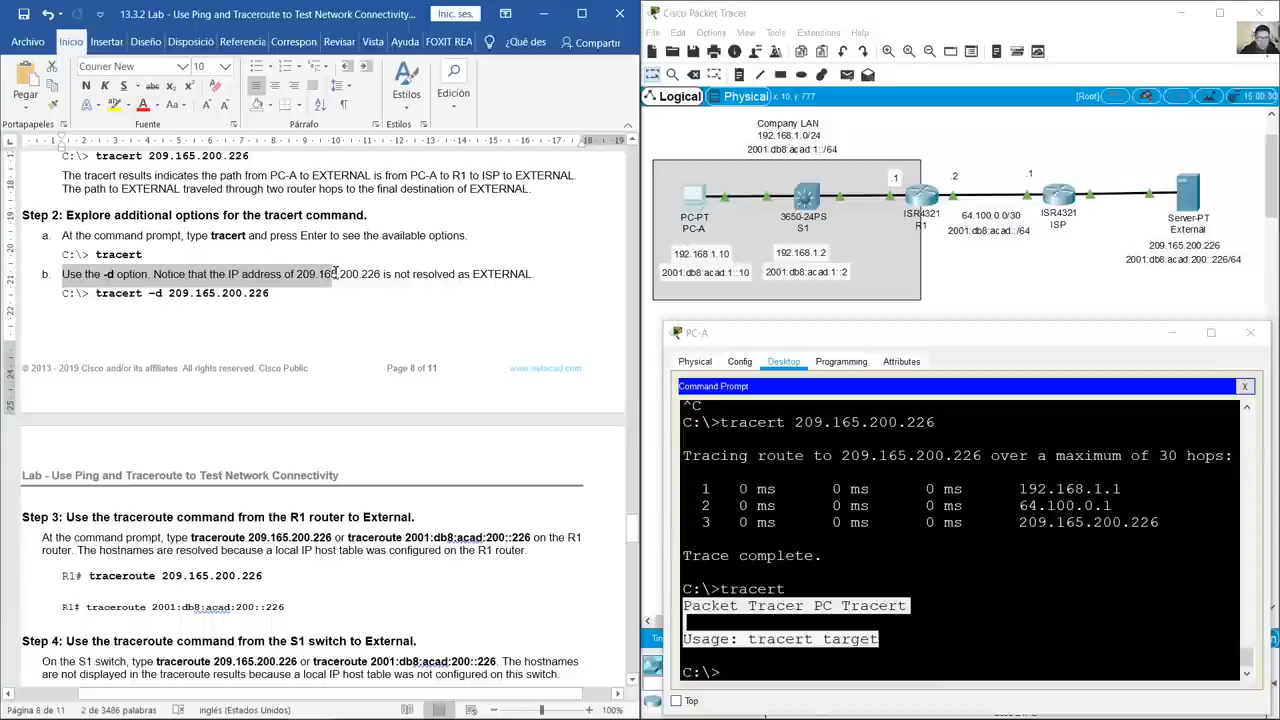 13.3.2 Lab - Use Ping and Traceroute to Test Network Connectivity
Inic. ses.
Archivo
Inicio
Insertar
Diseño
Disposición
Referencia
Correspon
Revisar
Vista
Ayuda
FOXIT REA
¿Qué des
Compartir
Pegar
Courier New
10
N K S
Estilos
Edición
Portapapeles
Fuente
Párrafo
Estilos
C:\> tracert 209.165.200.226
The tracert results indicates the path from PC-A to EXTERNAL is from PC-A to R1 to ISP to EXTERNAL.
The path to EXTERNAL traveled through two router hops to the final destination of EXTERNAL.
Step 2: Explore additional options for the tracert command.
a. At the command prompt, type tracert and press Enter to see the available options.
C:\> tracert
b. Use the -d option. Notice that the IP address of 209.165.200.226 is not resolved as EXTERNAL.
C:\> tracert –d 209.165.200.226
Cisco and/or its affiliates. All rights reserved. Cisco Public
Page 8 of 11
www.netacad.com
Lab - Use Ping and Traceroute to Test Network Connectivity
Step 3: Use the traceroute command from the R1 router to External.
At the command prompt, type traceroute 209.165.200.226 or traceroute 2001:db8:acad:200::226 on the R1
router. The hostnames are resolved because a local IP host table was configured on the R1 router.
R1# traceroute 209.165.200.226
R1# traceroute 2001:db8:acad:200::226
Step 4: Use the traceroute command from the S1 switch to External.
On the S1 switch, type traceroute 209.165.200.226 or traceroute 2001:db8:acad:200::226. The hostnames
are not displayed in the traceroute results because a local IP host table was not configured on this switch.
Página 8 de 11
2 de 3486 palabras
inglés (Estados Unidos)
100%
Cisco Packet Tracer
File Edit Options View Tools Extensions Help
Logical
Physical
x: 10, y: 777
[Root]
Company LAN
192.168.1.0/24
2001:db8:acad:1::/64
.1
.2
.1
PC-PT
PC-A
3650-24PS
S1
ISR4321
R1
64.100.0.0/30
2001:db8:acad::/64
ISR4321
ISP
Server-PT
External
209.165.200.226
2001:db8:acad:200::226/64
192.168.1.10
2001:db8:acad:1::10
192.168.1.2
2001:db8:acad:1::2
PC-A
Physical Config Desktop Programming Attributes
Command Prompt
X
^C
C:\>tracert 209.165.200.226
Tracing route to 209.165.200.226 over a maximum of 30 hops:
1 0 ms 0 ms 0 ms 192.168.1.1
2 0 ms 0 ms 0 ms 64.100.0.1
3 0 ms 0 ms 0 ms 209.165.200.226
Trace complete.
C:\>tracert
Packet Tracer PC Tracert
Usage: tracert target
C:\>
Top